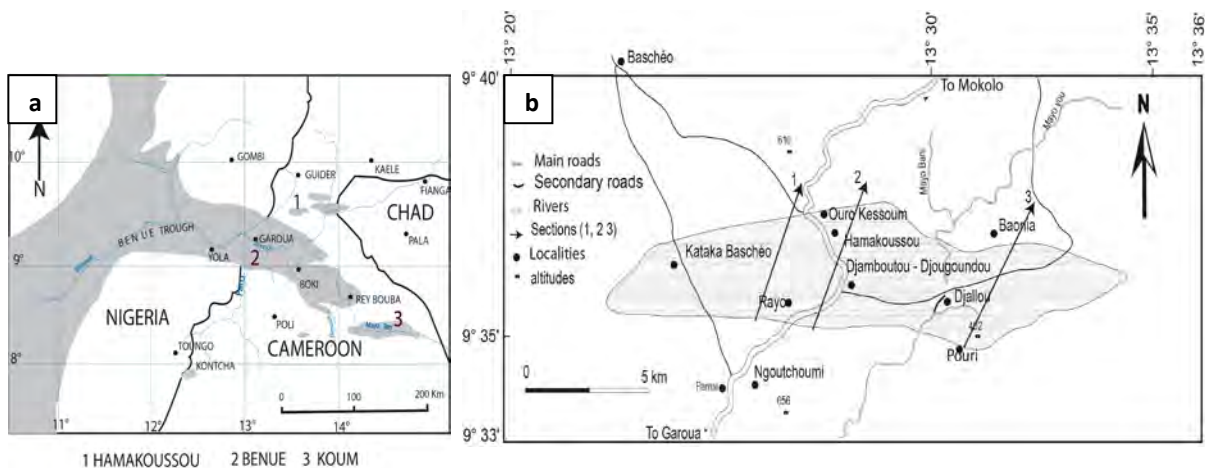 a
N
10°
9°
8°
11°
12°
13°
14°
GOMBI
GUIDER
KAELE
FIANGA
1
CHAD
PALA
BENUE TROUGH
GAROUA
YOLA
2
BOKI
REY BOUBA
NIGERIA
POLI
3
CAMEROON
TOUNGO
KONTCHA
0 100 200 Km
1 HAMAKOUSSOU 2 BENUE 3 KOUM
b
13° 20
13° 30
13° 35
13° 36
9° 40
9° 35
9° 33
Baschéo
To Mokolo
N
Mayo you
Mayo Bani
616
Main roads
Secondary roads
Rivers
Sections (1, 2 3)
Localities
altitudes
1
2
3
Ouro Kessoum
Hamakoussou
Baonla
Kataka Baschéo
Djamboutou - Djougoundou
Rayo
Djallou
Pouri
0 5 km
Ngoutchoumi
656
To Garoua